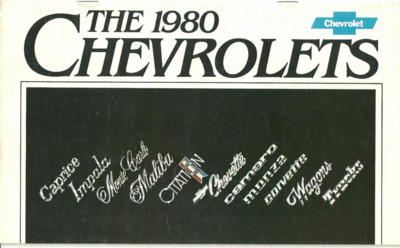 THE 1980
CHEVROLETS
Chevrolet
Caprice
Impala
Monte Carlo
Malibu
CITATION
Chevette
camaro
monza
CORVETTE
Wagons
Trucks